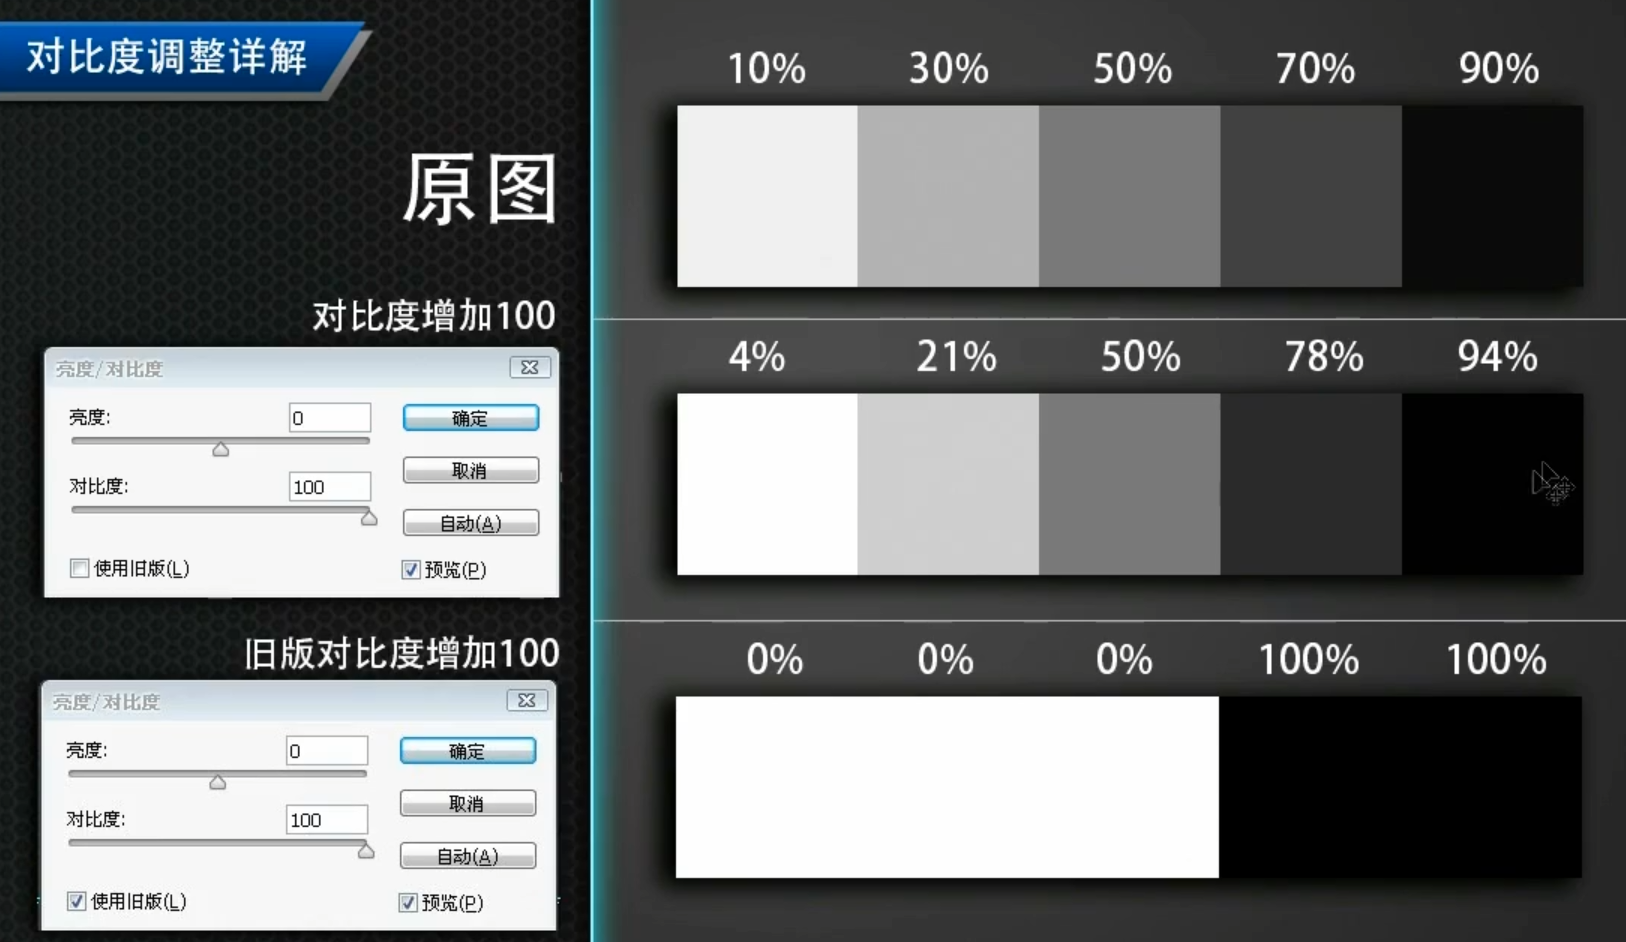 对比度调整详解
10% 30% 50% 70% 90%
原图
对比度增加100
4% 21% 50% 78% 94%
亮度/对比度
亮度: 0 确定
取消
对比度: 100
自动(A)
使用旧版(L) 预览(P)
旧版对比度增加100
0% 0% 0% 100% 100%
亮度/对比度
亮度: 0 确定
取消
对比度: 100
自动(A)
使用旧版(L) 预览(P)